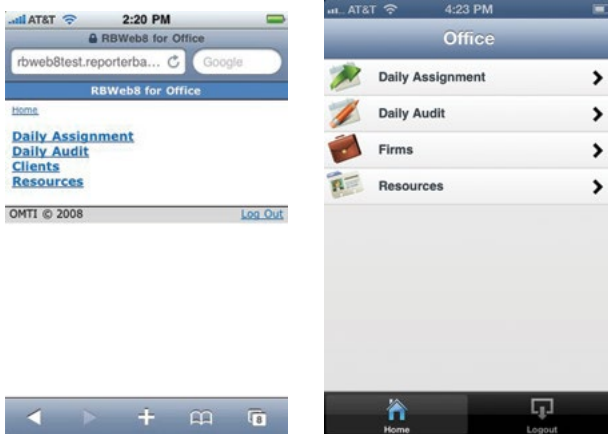 AT&T 2:20 PM
RBWeb8 for Office
rbweb8test.reporterba... Google
RBWeb8 for Office
Home
Daily Assignment
Daily Audit
Clients
Resources
OMTI © 2008 Log Out
8
AT&T 4:23 PM
Office
Daily Assignment
Daily Audit
Firms
Resources
Home Logout